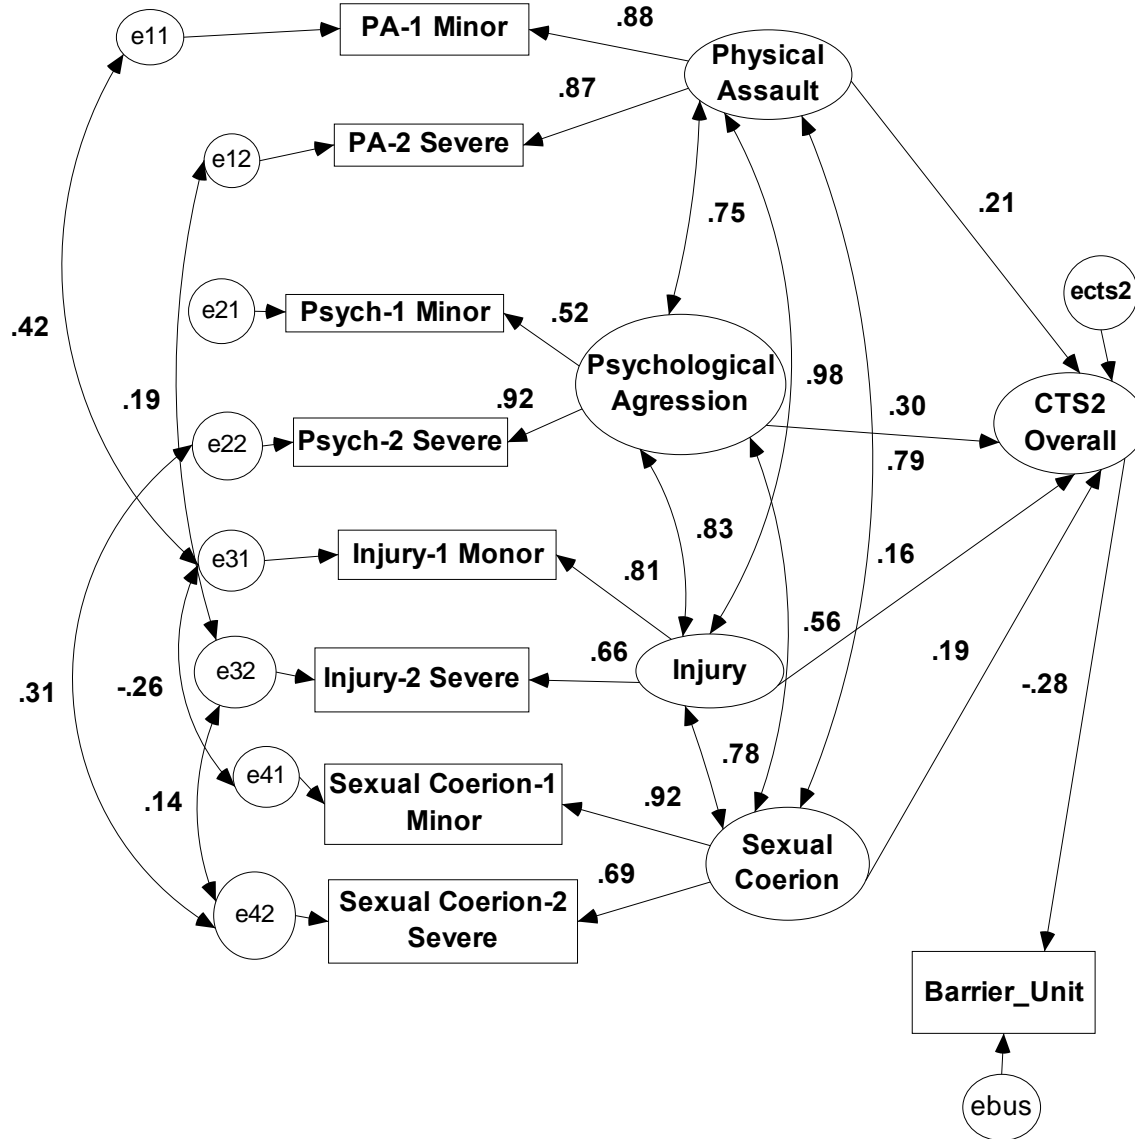 e11
PA-1 Minor
.88
Physical
Assault
.87
e12
PA-2 Severe
.75
.21
ects2
e21
Psych-1 Minor
.52
.42
Psychological
Agression
.98
.19
.92
.30
CTS2
Overall
e22
Psych-2 Severe
.79
.83
e31
Injury-1 Monor
.81
.16
.56
.66
.19
e32
Injury-2 Severe
Injury
.31
-.26
-.28
.78
e41
Sexual Coerion-1
Minor
.92
.14
Sexual
Coerion
.69
e42
Sexual Coerion-2
Severe
Barrier_Unit
ebus